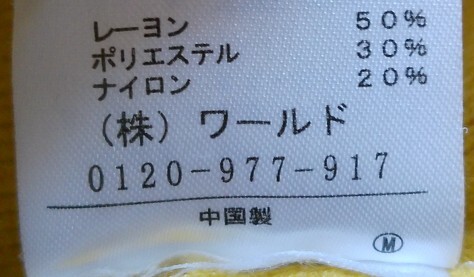 レーヨン 50%
ポリエステル 30%
ナイロン 20%
(株) ワールド
0120-977-917
中国製
M